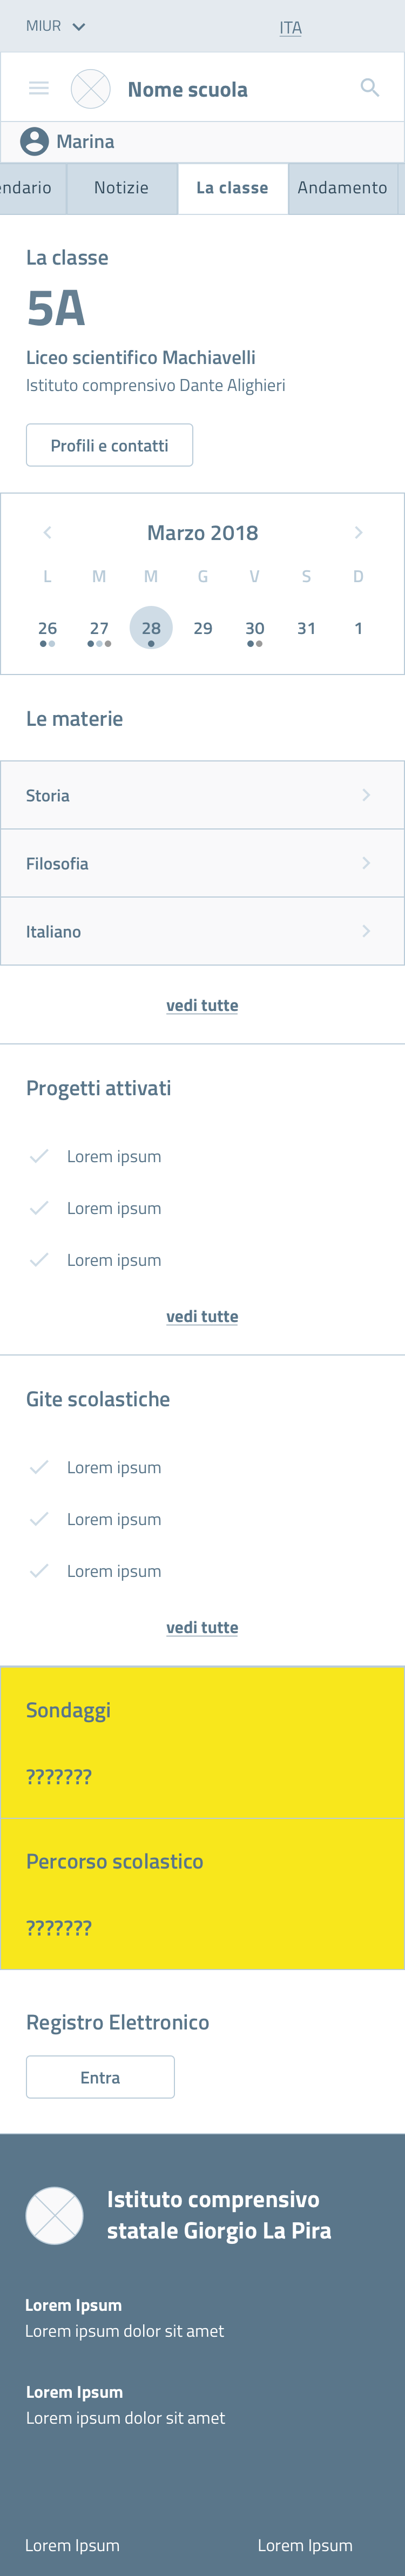 MIUR
ITA
Nome scuola
Marina
endario Notizie La classe Andamento
La classe
5A
Liceo scientifico Machiavelli
Istituto comprensivo Dante Alighieri
Profili e contatti
Marzo 2018
L M M G V S D
26 27 28 29 30 31 1
Le materie
Storia
Filosofia
Italiano
vedi tutte
Progetti attivati
Lorem ipsum
Lorem ipsum
Lorem ipsum
vedi tutte
Gite scolastiche
Lorem ipsum
Lorem ipsum
Lorem ipsum
vedi tutte
Sondaggi
???????
Percorso scolastico
???????
Registro Elettronico
Entra
Istituto comprensivo
statale Giorgio La Pira
Lorem Ipsum
Lorem ipsum dolor sit amet
Lorem Ipsum
Lorem ipsum dolor sit amet
Lorem Ipsum Lorem Ipsum